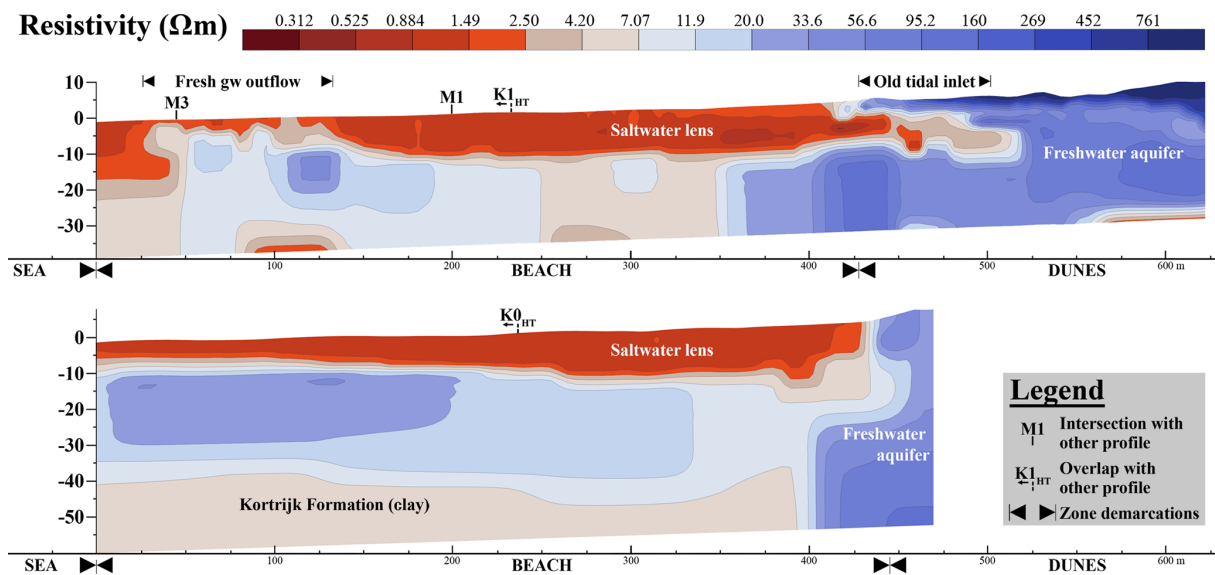 Resistivity (Ωm)
0.312 0.525 0.884 1.49 2.50 4.20 7.07 11.9 20.0 33.6 56.6 95.2 160 269 452 761
10
0
-10
-20
-30
Fresh gw outflow
Old tidal inlet
M3
M1
K1HT
Saltwater lens
Freshwater aquifer
100 200 300 400 500 600 m
SEA BEACH DUNES
0
-10
-20
-30
-40
-50
K0HT
Saltwater lens
Freshwater
aquifer
Kortrijk Formation (clay)
100 200 300 400 500 600 m
SEA BEACH DUNES
Legend
M1 Intersection with
other profile
K1HT Overlap with
other profile
Zone demarcations